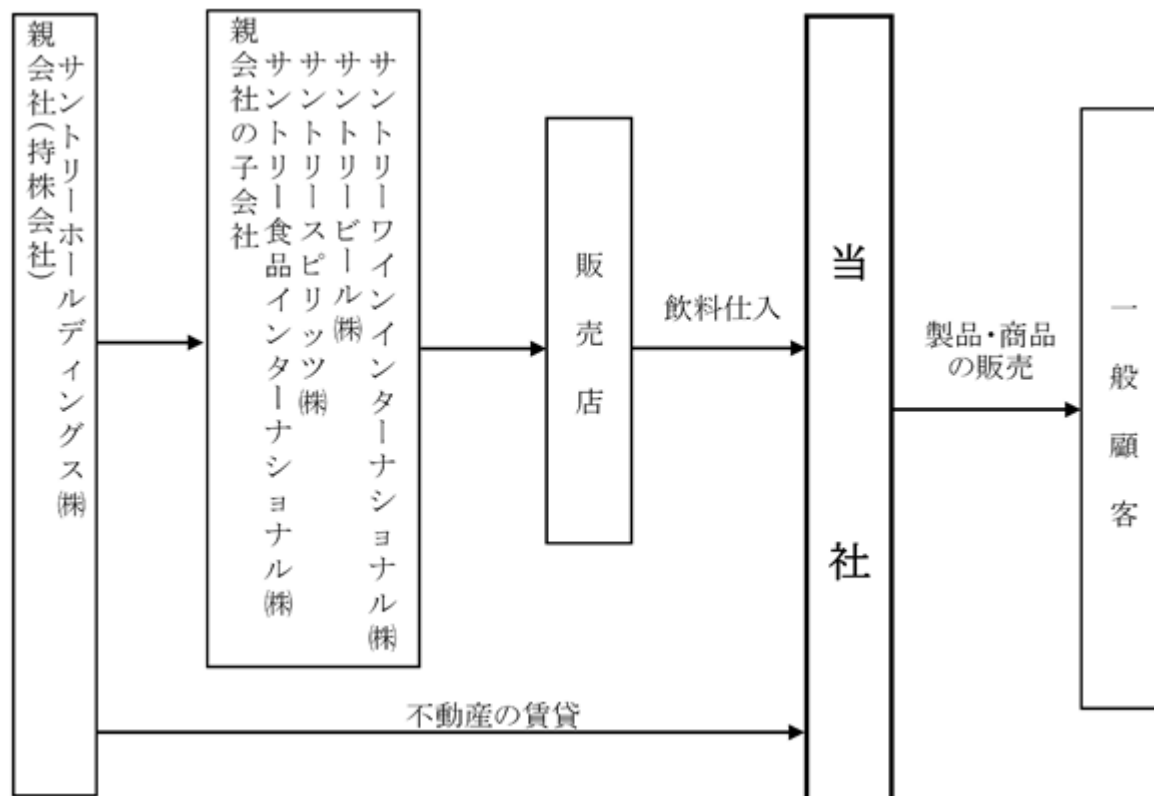 親会社(持株会社)
サントリーホールディングス㈱
親会社の子会社
サントリー食品インターナショナル㈱
サントリースピリッツ㈱
サントリービール㈱
サントリーワインインターナショナル㈱
販売店
飲料仕入
当社
製品・商品
の販売
一般顧客
不動産の賃貸